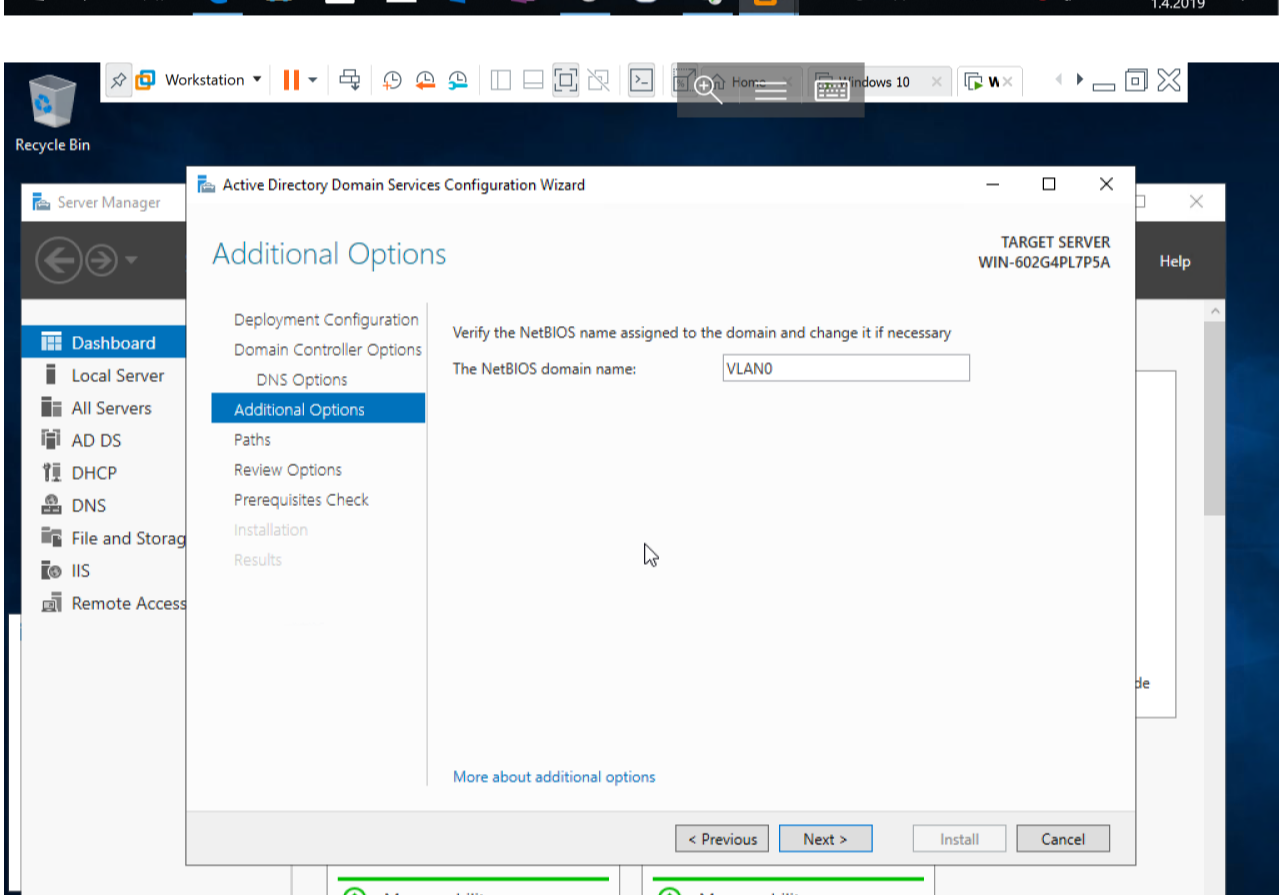 1.4.2019
Workstation
Home
Windows 10
W
Recycle Bin
Active Directory Domain Services Configuration Wizard
Server Manager
Additional Options
TARGET SERVER
WIN-602G4PL7P5A
Help
Deployment Configuration
Domain Controller Options
DNS Options
Additional Options
Paths
Review Options
Prerequisites Check
Installation
Results
Verify the NetBIOS name assigned to the domain and change it if necessary
The NetBIOS domain name:
VLAN0
Dashboard
Local Server
All Servers
AD DS
DHCP
DNS
File and Storag
IIS
Remote Access
de
More about additional options
< Previous
Next >
Install
Cancel